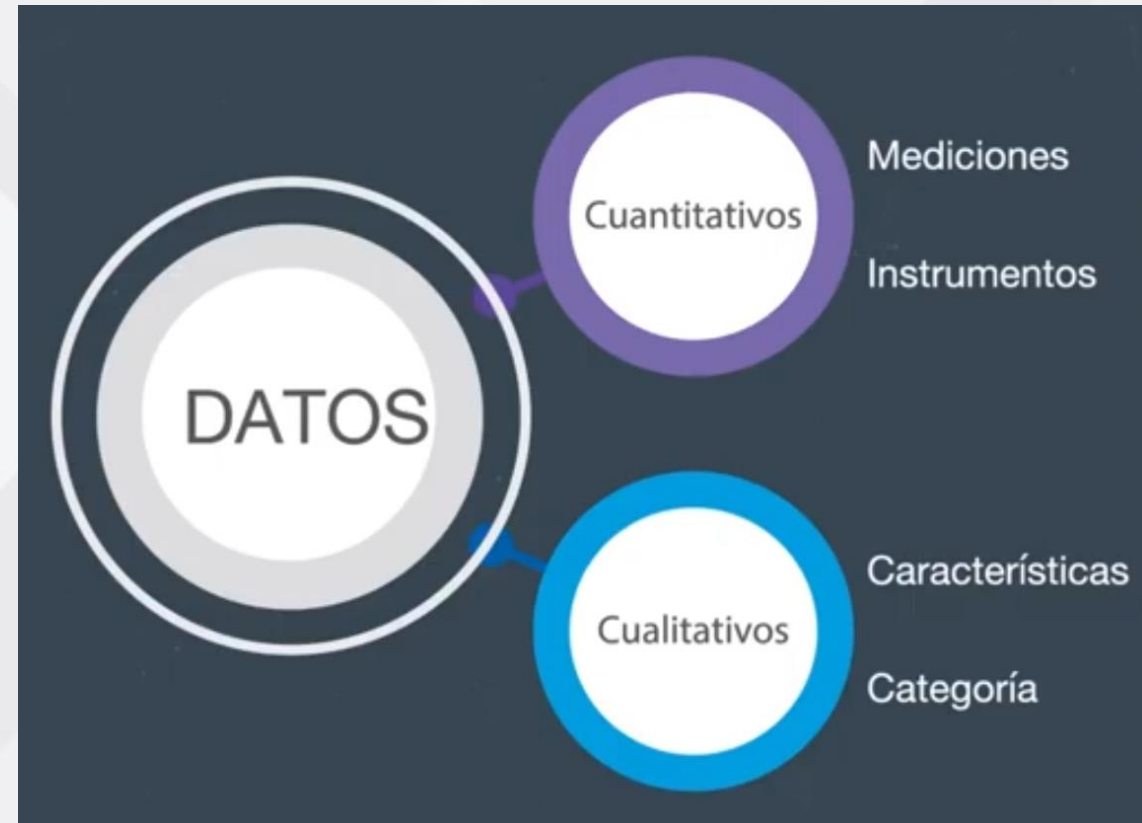 DATOS
Cuantitativos
Mediciones
Instrumentos
Cualitativos
Características
Categoría